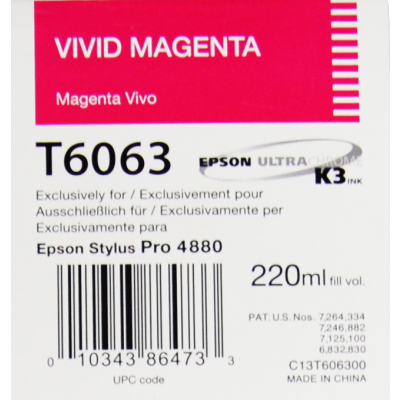 VIVID MAGENTA
Magenta Vivo
T6063
EPSON ULTRACHROME
K3 INK
Exclusively for / Exclusivement pour
Ausschließlich für / Esclusivamente per
Exclusivamente para
Epson Stylus Pro 4880
220ml fill vol.
PAT. U.S. Nos. 7,264,334
7,246,882
7,125,100
6,832,830
0 10343 86473 3
UPC code
C13T606300
MADE IN CHINA